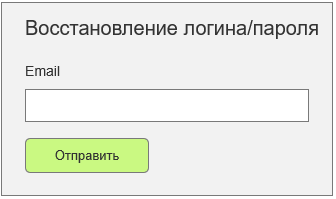 Восстановление логина/пароля
Email
Отправить